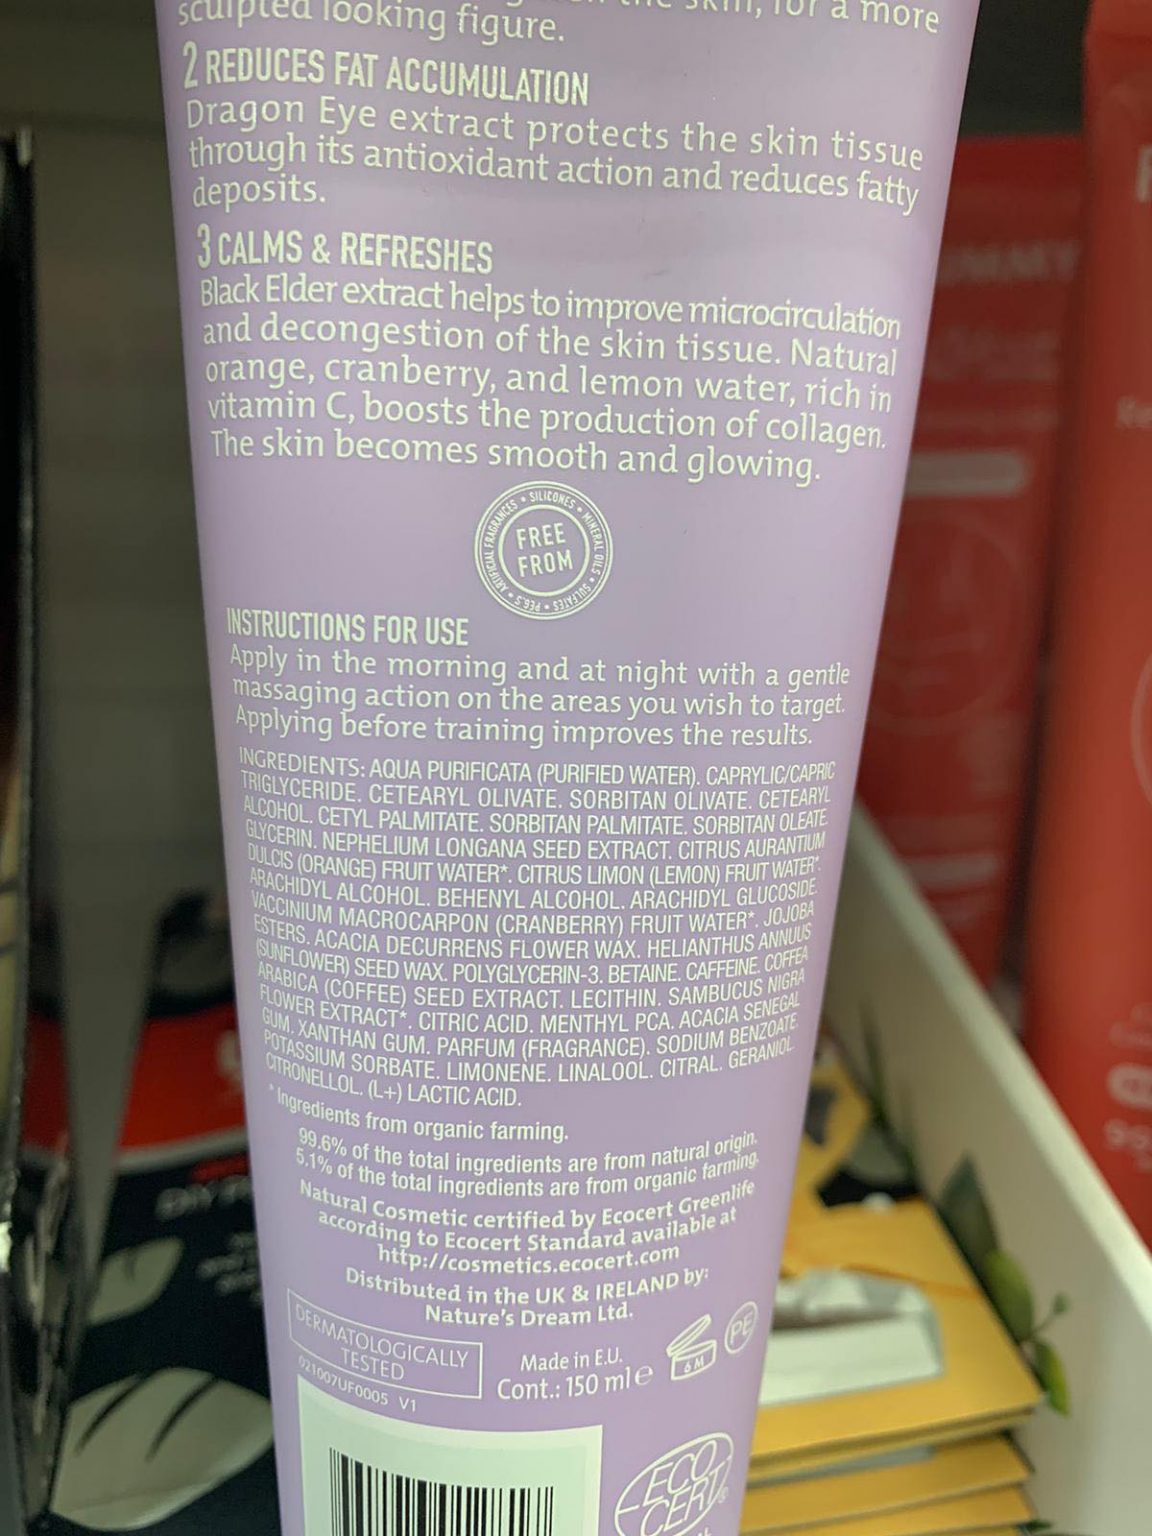 sculpted looking figure.
the skin, for a more
2 REDUCES FAT ACCUMULATION
Dragon Eye extract protects the skin tissue
through its antioxidant action and reduces fatty
deposits.
3 CALMS & REFRESHES
Black Elder extract helps to improve microcirculation
and decongestion of the skin tissue. Natural
orange, cranberry, and lemon water, rich in
vitamin C, boosts the production of collagen.
The skin becomes smooth and glowing.
FREE
FROM
ARTIFICIAL FRAGRANCES • SILICONES • MINERAL OILS • SULFATES • PEG'S •
INSTRUCTIONS FOR USE
Apply in the morning and at night with a gentle
massaging action on the areas you wish to target.
Applying before training improves the results.
INGREDIENTS: AQUA PURIFICATA (PURIFIED WATER). CAPRYLIC/CAPRIC
TRIGLYCERIDE. CETEARYL OLIVATE. SORBITAN OLIVATE. CETEARYL
ALCOHOL. CETYL PALMITATE. SORBITAN PALMITATE. SORBITAN OLEATE
GLYCERIN. NEPHELIUM LONGANA SEED EXTRACT. CITRUS AURANTIUM
DULCIS (ORANGE) FRUIT WATER*. CITRUS LIMON (LEMON) FRUIT WATER*.
ARACHIDYL ALCOHOL. BEHENYL ALCOHOL. ARACHIDYL GLUCOSIDE.
VACCINIUM MACROCARPON (CRANBERRY) FRUIT WATER*. JOJOBA
ESTERS. ACACIA DECURRENS FLOWER WAX. HELIANTHUS ANNUUS
(SUNFLOWER) SEED WAX. POLYGLYCERIN-3. BETAINE. CAFFEINE. COFFEA
ARABICA (COFFEE) SEED EXTRACT. LECITHIN. SAMBUCUS NIGRA
FLOWER EXTRACT*. CITRIC ACID. MENTHYL PCA. ACACIA SENEGAL
GUM. XANTHAN GUM. PARFUM (FRAGRANCE). SODIUM BENZOATE.
POTASSIUM SORBATE. LIMONENE. LINALOOL. CITRAL. GERANIOL.
CITRONELLOL. (L+) LACTIC ACID.
* Ingredients from organic farming.
99.6% of the total ingredients are from natural origin.
5.1% of the total ingredients are from organic farming.
Natural Cosmetic certified by Ecocert Greenlife
according to Ecocert Standard available at
http://cosmetics.ecocert.com
Distributed in the UK & IRELAND by:
Nature's Dream Ltd.
DERMATOLOGICALLY
TESTED
021007UF0005 V1
Made in E.U.
Cont.: 150 ml e
6 M
PE
ECO
CERT